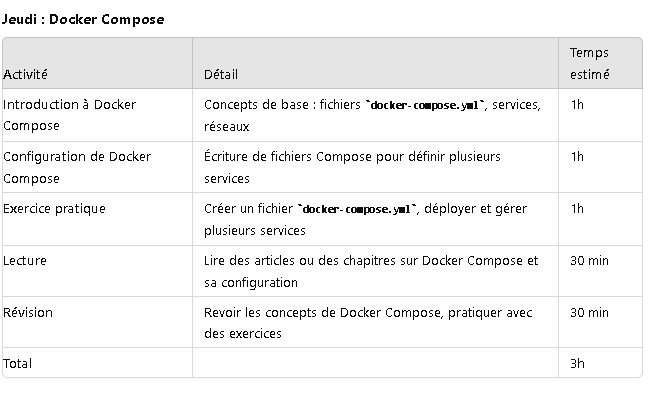 Jeudi : Docker Compose
Activité Détail Temps
estimé
Introduction à Docker
Compose
Concepts de base : fichiers `docker-compose.yml`, services,
réseaux
1h
Configuration de Docker
Compose
Écriture de fichiers Compose pour définir plusieurs
services
1h
Exercice pratique
Créer un fichier `docker-compose.yml`, déployer et gérer
plusieurs services
1h
Lecture
Lire des articles ou des chapitres sur Docker Compose et
sa configuration
30 min
Révision
Revoir les concepts de Docker Compose, pratiquer avec
des exercices
30 min
Total 3h